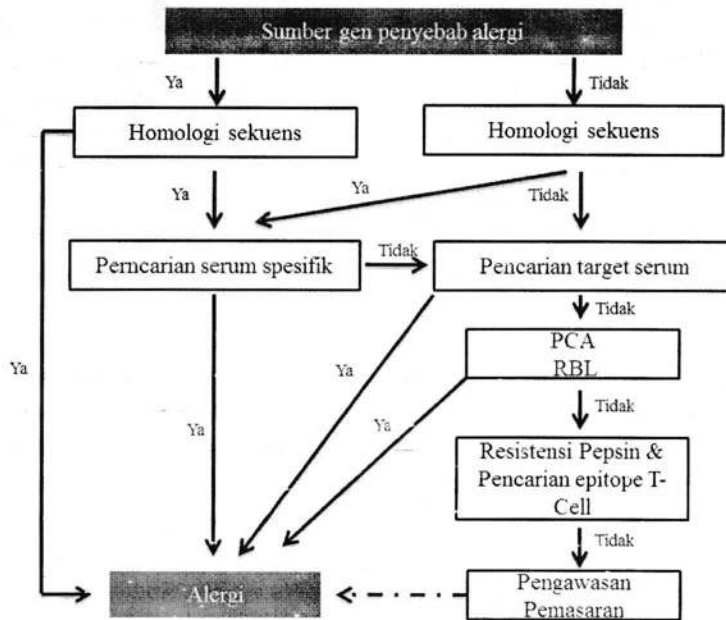 Sumber gen penyebab alergi
Ya
Tidak
Homologi sekuens
Homologi sekuens
Ya
Ya
Tidak
Perncarian serum spesifik
Tidak
Pencarian target serum
Tidak
Ya
Ya
PCA
RBL
Ya
Ya
Tidak
Resistensi Pepsin &
Pencarian epitope T-
Cell
Tidak
Alergi
Pengawasan
Pemasaran